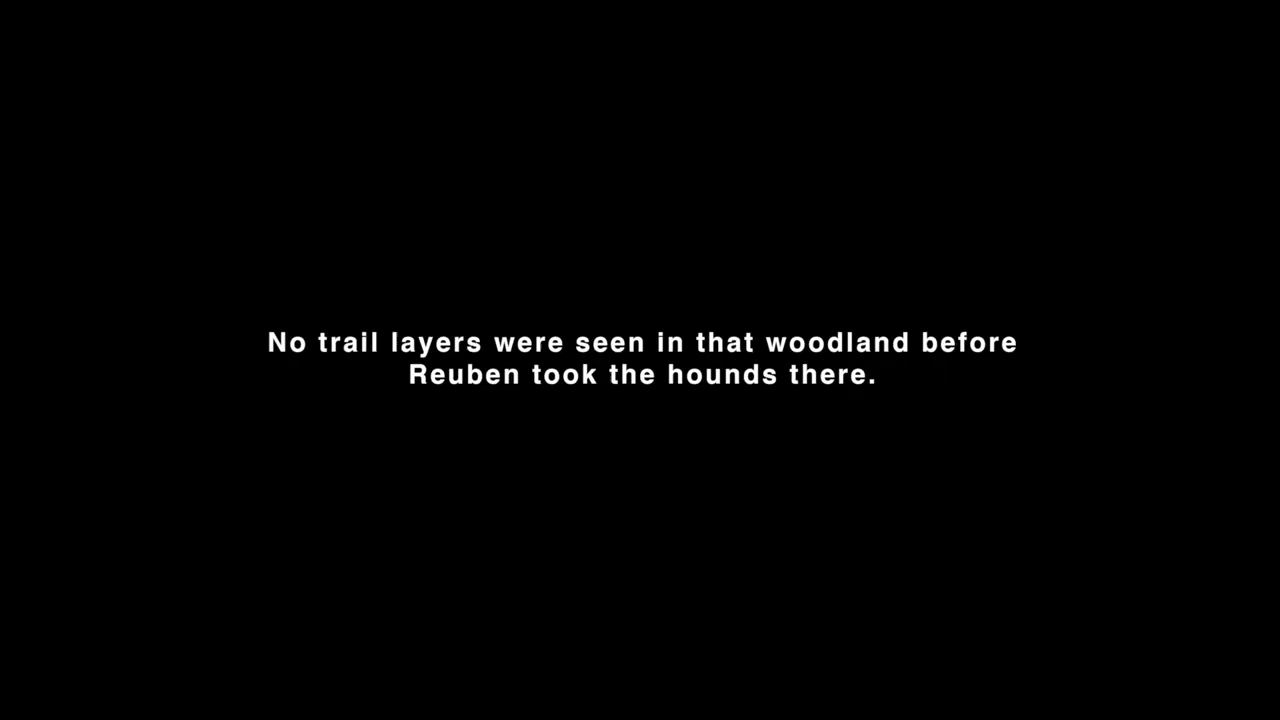 No trail layers were seen in that woodland before
Reuben took the hounds there.